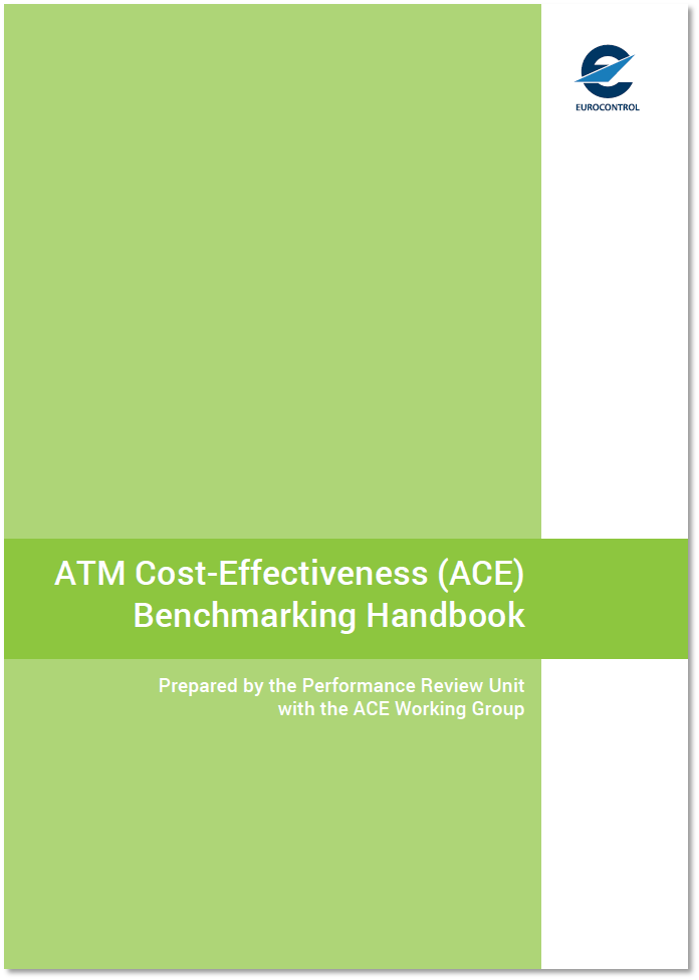 EUROCONTROL
ATM Cost-Effectiveness (ACE)
Benchmarking Handbook
Prepared by the Performance Review Unit
with the ACE Working Group